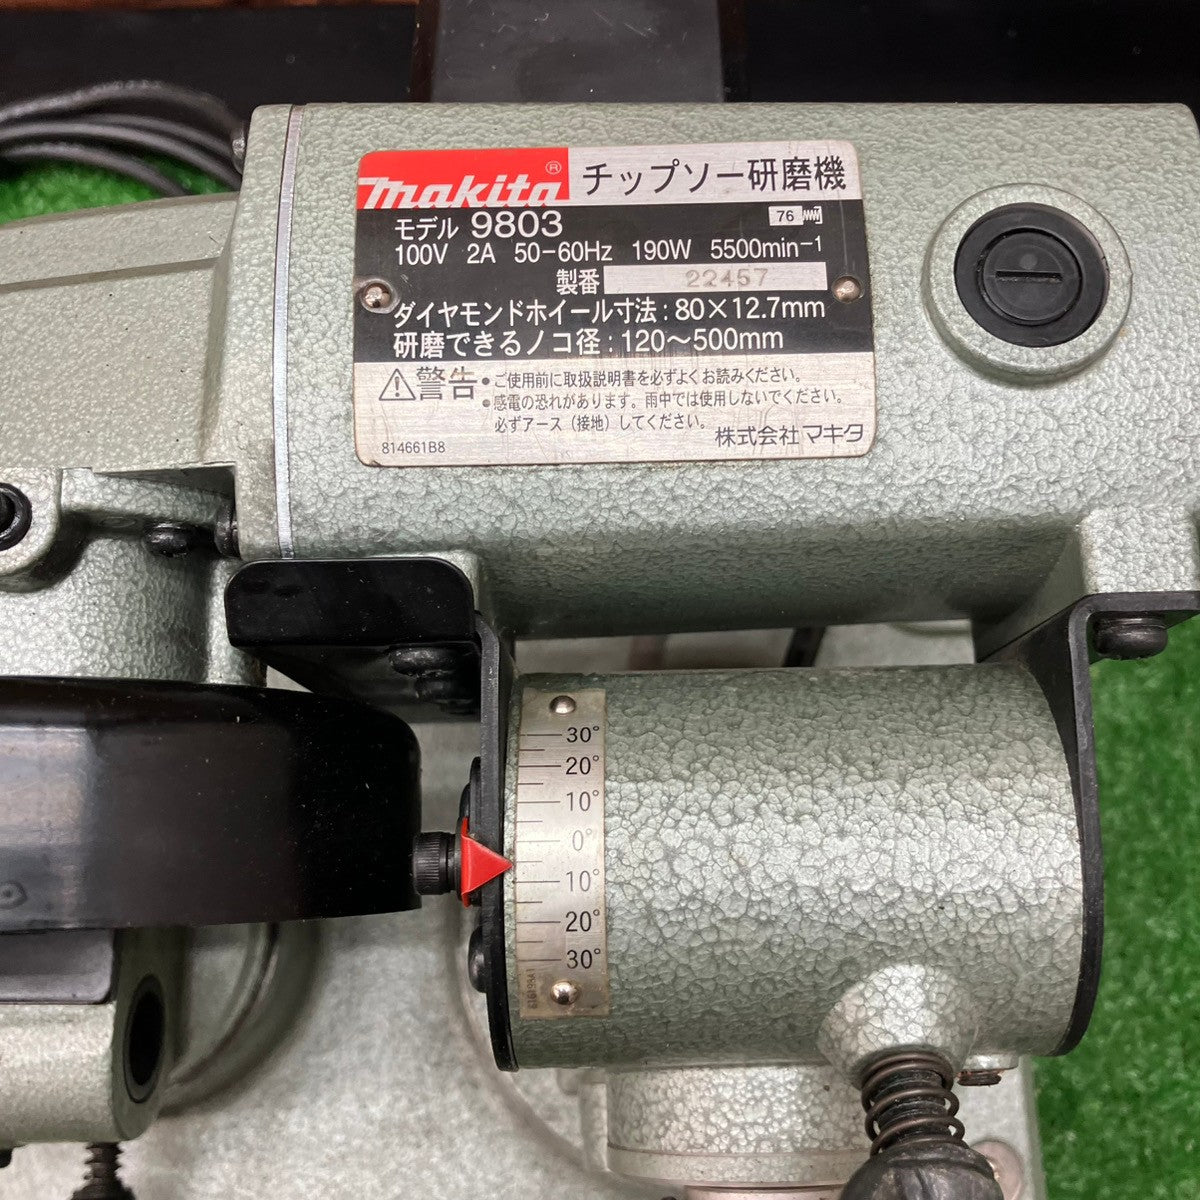 makita® チップソー研磨機
モデル 9803 76
100V 2A 50-60Hz 190W 5500min-1
製番 22457
ダイヤモンドホイール寸法:80×12.7mm
研磨できるノコ径:120～500mm
警告 •ご使用前に取扱説明書を必ずよくお読みください。
•感電の恐れがあります。雨中では使用しないでください。
必ずアース(接地)してください。
814661B8 株式会社マキタ
30°
20°
10°
0°
10°
20°
30°